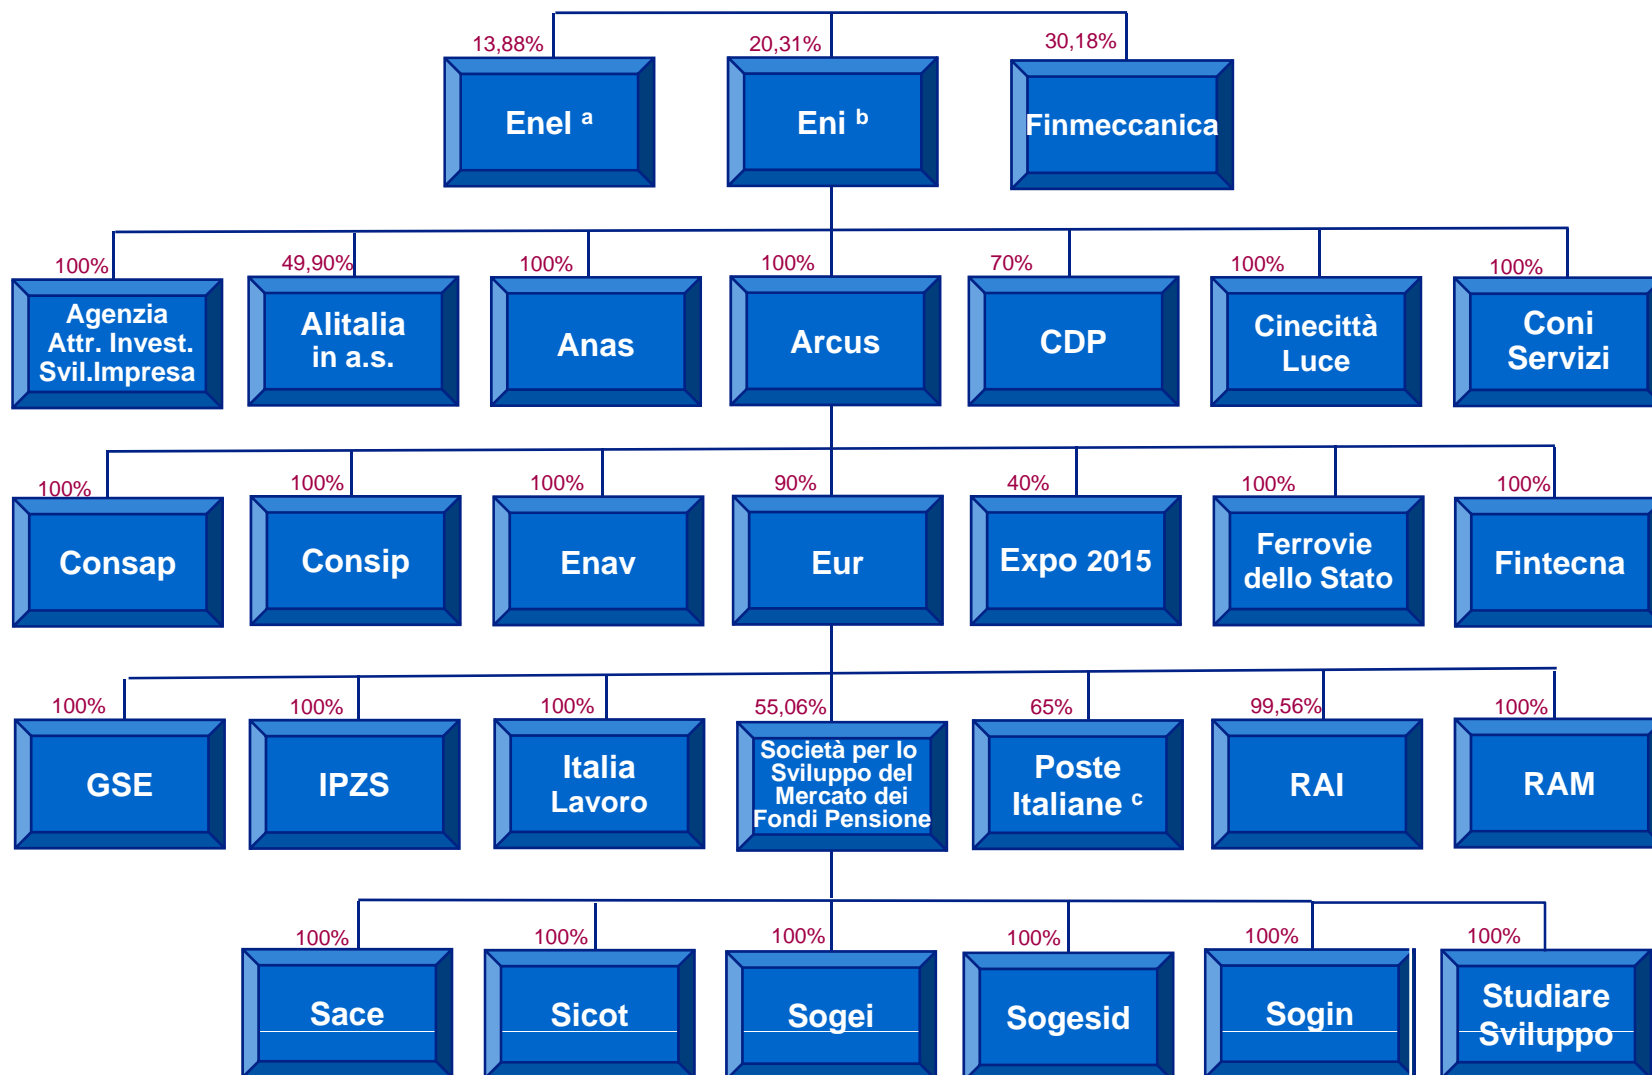 13,88%
20,31%
30,18%
Enel a
Eni b
Finmeccanica
100%
49,90%
100%
100%
70%
100%
100%
Agenzia
Attr. Invest.
Svil.Impresa
Alitalia
in a.s.
Anas
Arcus
CDP
Cinecittà
Luce
Coni
Servizi
100%
100%
100%
90%
40%
100%
100%
Consap
Consip
Enav
Eur
Expo 2015
Ferrovie
dello Stato
Fintecna
100%
100%
100%
55,06%
65%
99,56%
100%
GSE
IPZS
Italia
Lavoro
Società per lo
Sviluppo del
Mercato dei
Fondi Pensione
Poste
Italiane c
RAI
RAM
100%
100%
100%
100%
100%
100%
Sace
Sicot
Sogei
Sogesid
Sogin
Studiare
Sviluppo